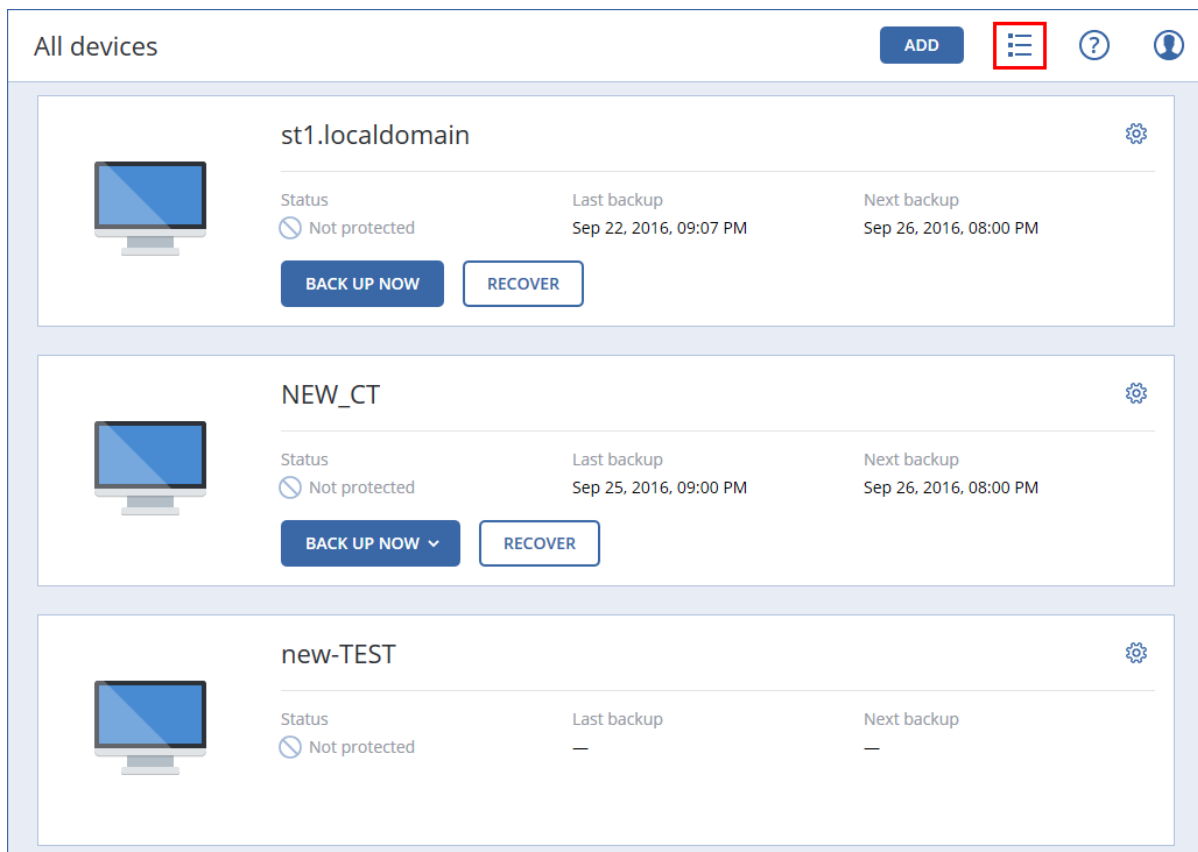 All devices ADD ?
st1.localdomain
Status Last backup Next backup
Not protected Sep 22, 2016, 09:07 PM Sep 26, 2016, 08:00 PM
BACK UP NOW RECOVER
NEW_CT
Status Last backup Next backup
Not protected Sep 25, 2016, 09:00 PM Sep 26, 2016, 08:00 PM
BACK UP NOW RECOVER
new-TEST
Status Last backup Next backup
Not protected — —